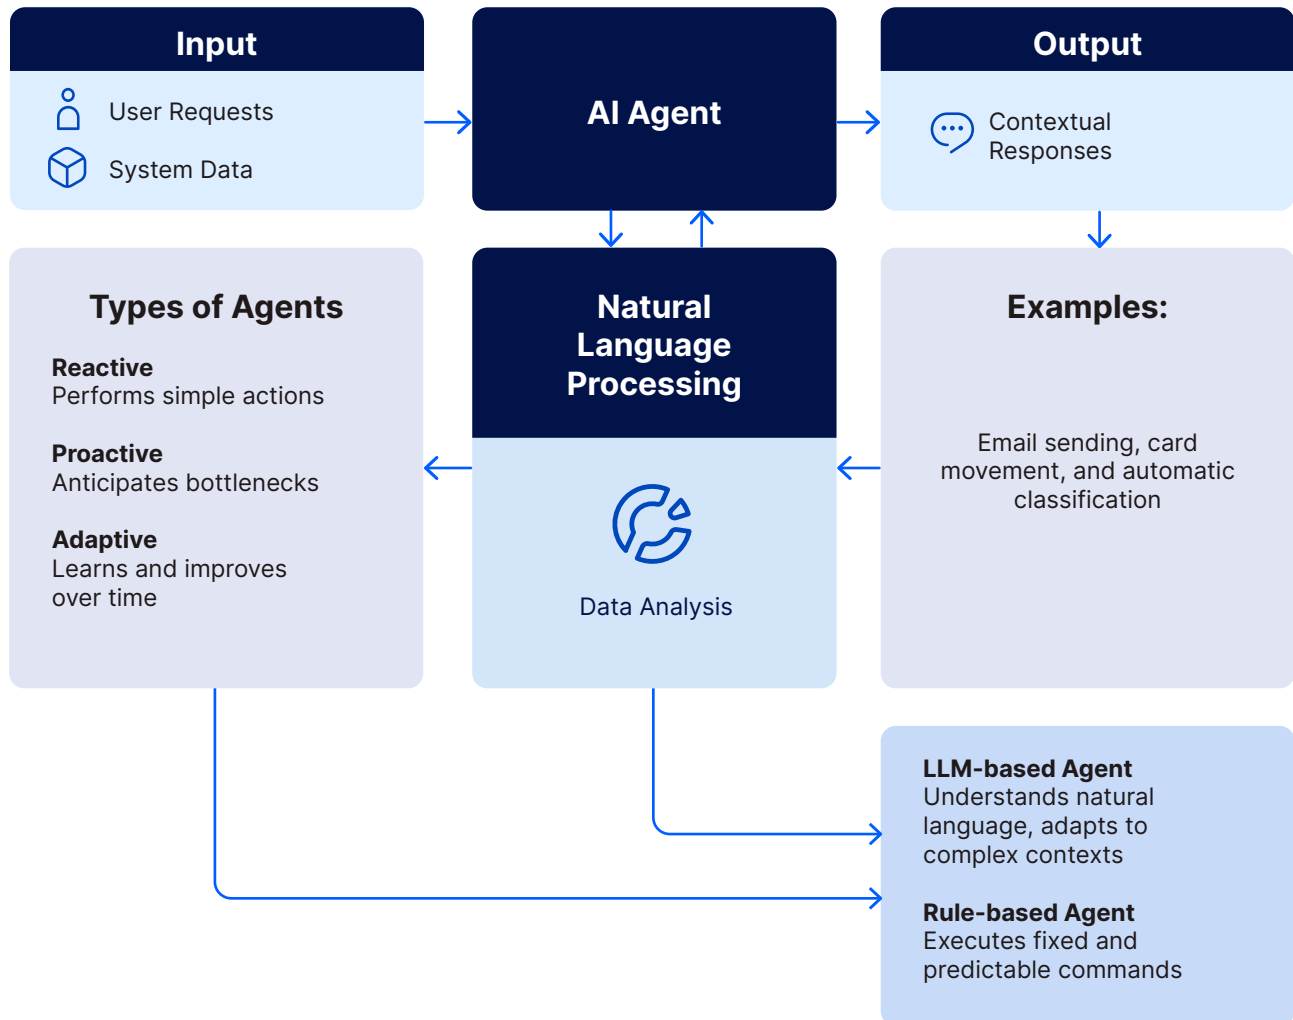 Input
User Requests
System Data
AI Agent
Output
Contextual
Responses
Types of Agents
Reactive
Performs simple actions
Proactive
Anticipates bottlenecks
Adaptive
Learns and improves
over time
Natural
Language
Processing
Data Analysis
Examples:
Email sending, card
movement, and automatic
classification
LLM-based Agent
Understands natural
language, adapts to
complex contexts
Rule-based Agent
Executes fixed and
predictable commands